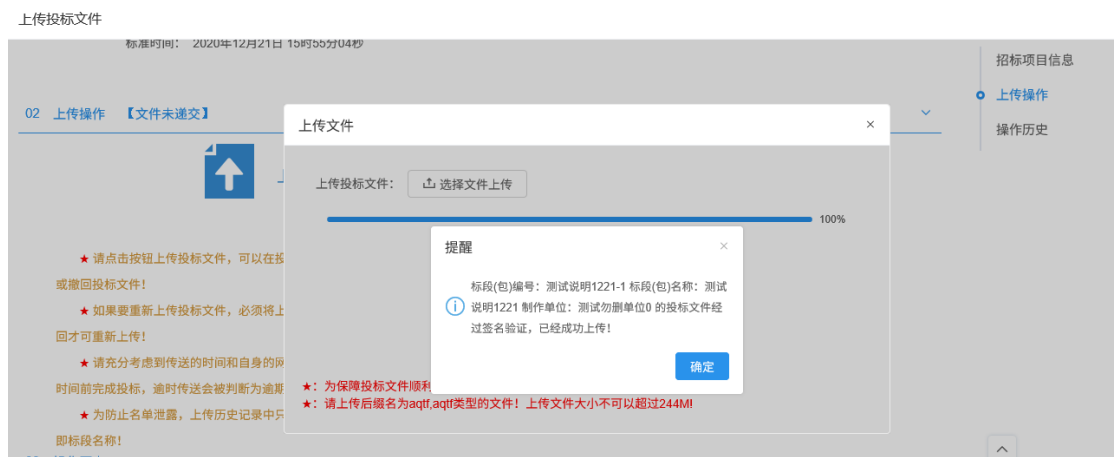 上传投标文件
标准时间： 2020年12月21日 15时55分04秒
招标项目信息
上传操作
操作历史
02 上传操作 【文件未递交】
上传文件 ×
上传投标文件： 选择文件上传
100%
★ 请点击按钮上传投标文件，可以在投
或撤回投标文件！
★ 如果要重新上传投标文件，必须将上
回才可重新上传！
★ 请充分考虑到传送的时间和自身的网
时间前完成投标，逾时传送会被判断为逾期
★ 为防止名单泄露，上传历史记录中只
即标段名称！
提醒 ×
标段(包)编号：测试说明1221-1 标段(包)名称：测试
说明1221 制作单位：测试勿删单位0 的投标文件经
过签名验证，已经成功上传！
确定
★：为保障投标文件顺利
★：请上传后缀名为aqtf,aqtf类型的文件！上传文件大小不可以超过244M!